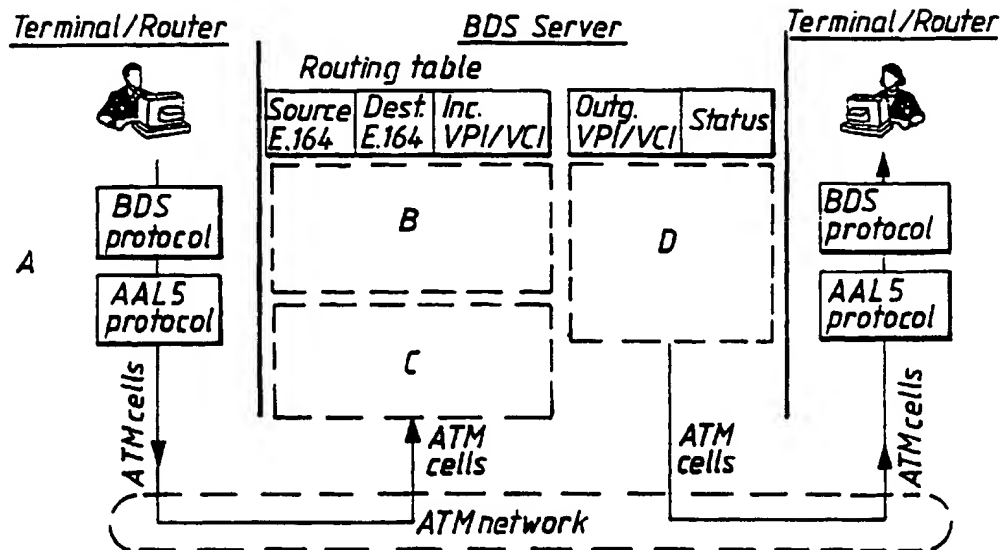 Terminal/Router
BDS Server
Terminal/Router
Routing table
Source
E.164
Dest.
E.164
Inc.
VPI/VCI
Outg.
VPI/VCI
Status
BDS
protocol
AAL5
protocol
A
B
C
D
BDS
protocol
AAL5
protocol
ATM cells
ATM
cells
ATM
cells
ATM cells
ATM network